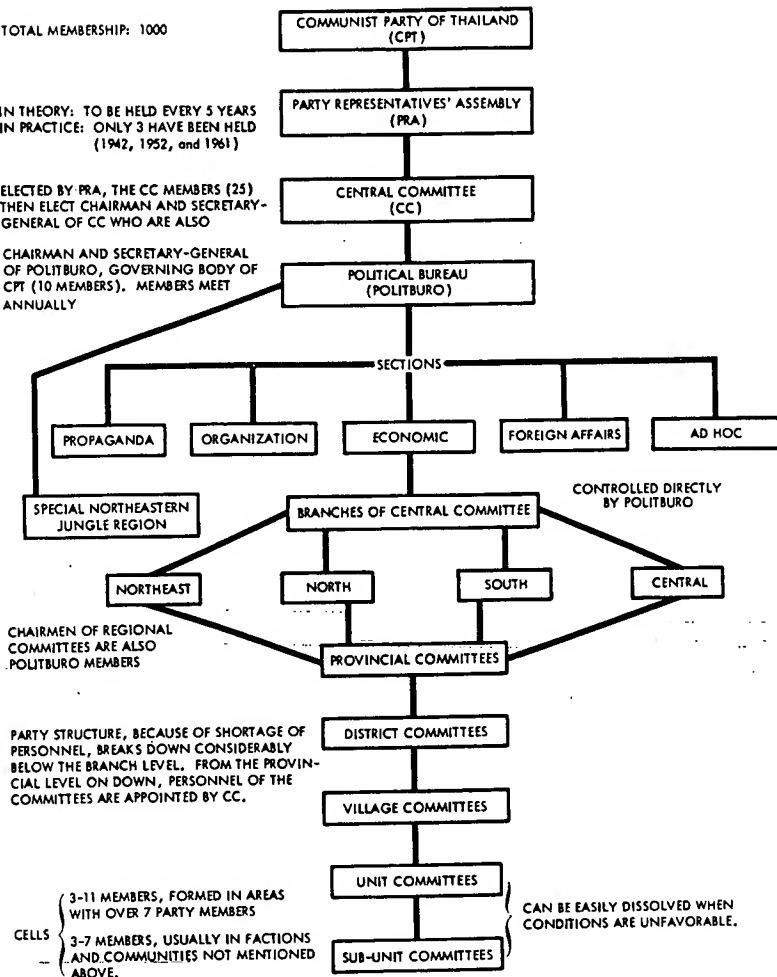 TOTAL MEMBERSHIP: 1000
COMMUNIST PARTY OF THAILAND
(CPT)
IN THEORY: TO BE HELD EVERY 5 YEARS
IN PRACTICE: ONLY 3 HAVE BEEN HELD
(1942, 1952, and 1961)
PARTY REPRESENTATIVES' ASSEMBLY
(PRA)
ELECTED BY PRA, THE CC MEMBERS (25)
THEN ELECT CHAIRMAN AND SECRETARY-
GENERAL OF CC WHO ARE ALSO
CENTRAL COMMITTEE
(CC)
CHAIRMAN AND SECRETARY-GENERAL
OF POLITBURO, GOVERNING BODY OF
CPT (10 MEMBERS). MEMBERS MEET
ANNUALLY
POLITICAL BUREAU
(POLITBURO)
SECTIONS
PROPAGANDA
ORGANIZATION
ECONOMIC
FOREIGN AFFAIRS
AD HOC
SPECIAL NORTHEASTERN
JUNGLE REGION
BRANCHES OF CENTRAL COMMITTEE
CONTROLLED DIRECTLY
BY POLITBURO
NORTHEAST
NORTH
SOUTH
CENTRAL
CHAIRMEN OF REGIONAL
COMMITTEES ARE ALSO
POLITBURO MEMBERS
PROVINCIAL COMMITTEES
PARTY STRUCTURE, BECAUSE OF SHORTAGE OF
PERSONNEL, BREAKS DOWN CONSIDERABLY
BELOW THE BRANCH LEVEL. FROM THE PROVIN-
CIAL LEVEL ON DOWN, PERSONNEL OF THE
COMMITTEES ARE APPOINTED BY CC.
DISTRICT COMMITTEES
VILLAGE COMMITTEES
UNIT COMMITTEES
CELLS
3-11 MEMBERS, FORMED IN AREAS
WITH OVER 7 PARTY MEMBERS
3-7 MEMBERS, USUALLY IN FACTIONS
AND COMMUNITIES NOT MENTIONED
ABOVE.
CAN BE EASILY DISSOLVED WHEN
CONDITIONS ARE UNFAVORABLE.
SUB-UNIT COMMITTEES